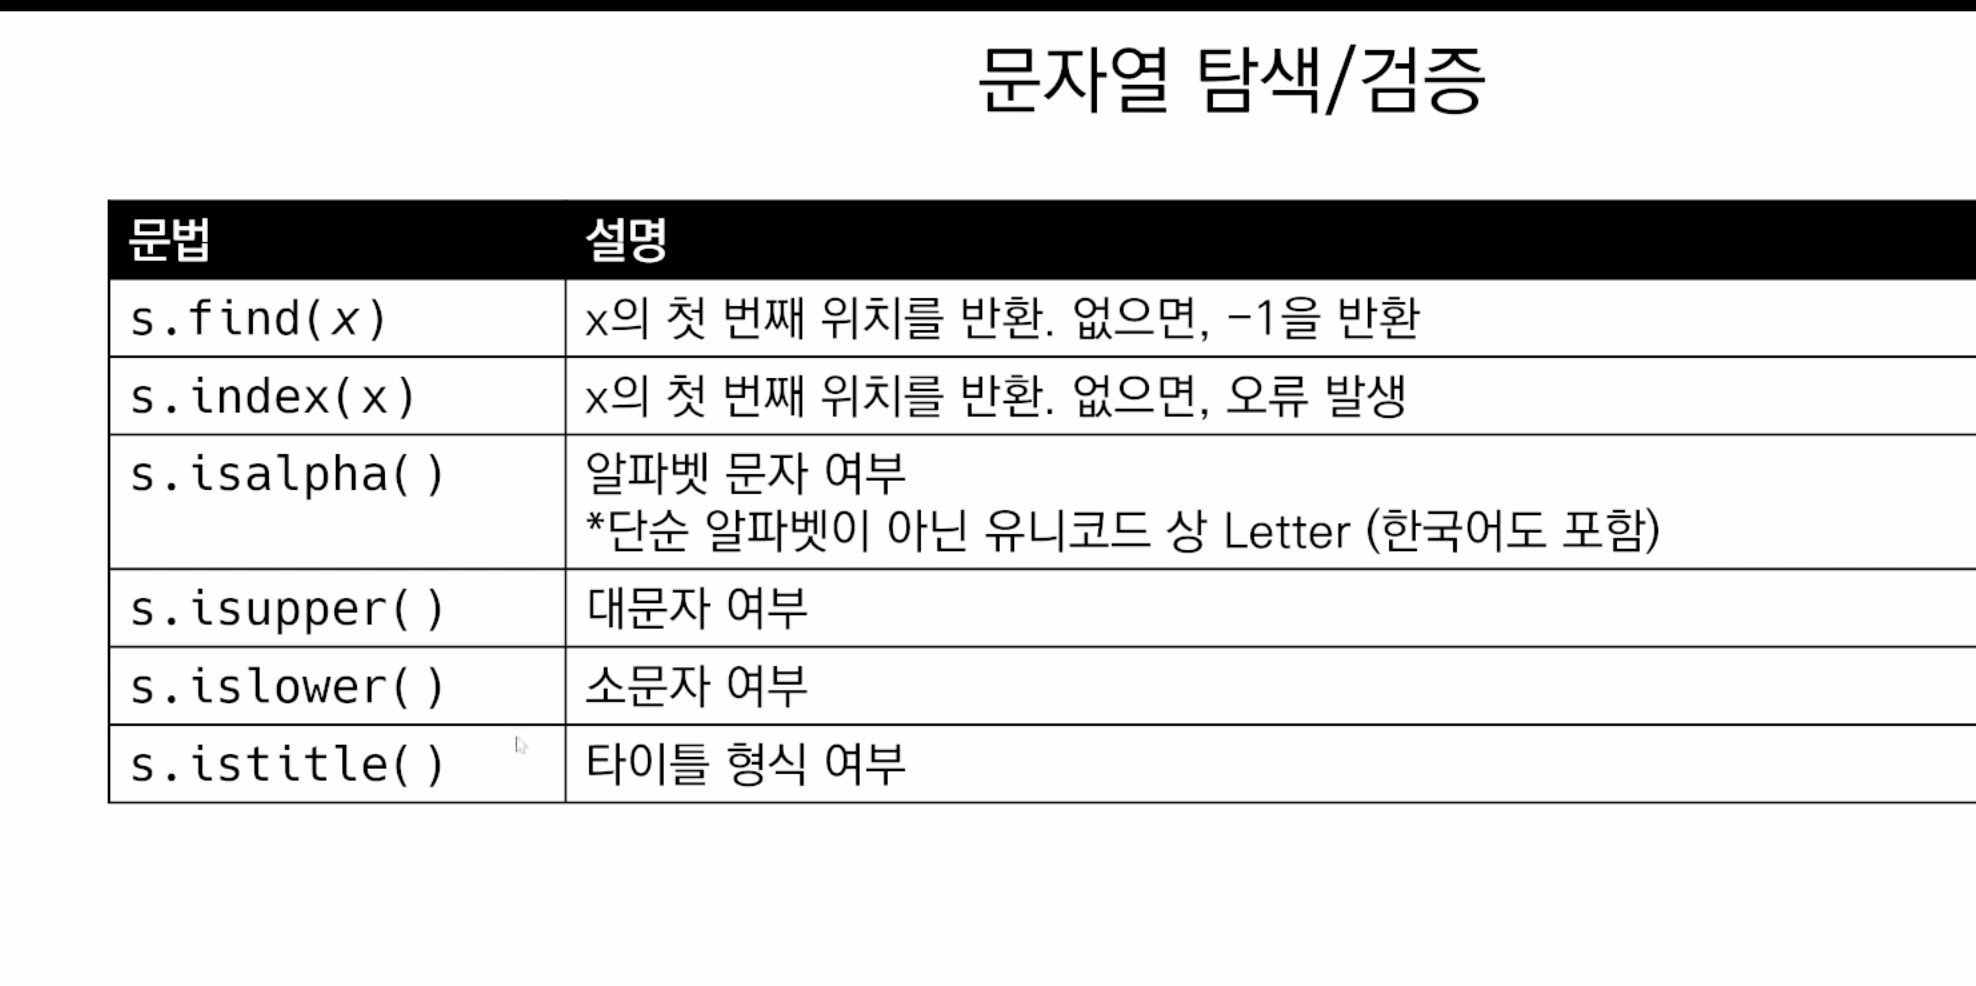 문자열 탐색/검증
문법 설명
s.find(x) x의 첫 번째 위치를 반환. 없으면, -1을 반환
s.index(x) x의 첫 번째 위치를 반환. 없으면, 오류 발생
s.isalpha() 알파벳 문자 여부
*단순 알파벳이 아닌 유니코드 상 Letter (한국어도 포함)
s.isupper() 대문자 여부
s.islower() 소문자 여부
s.istitle() 타이틀 형식 여부